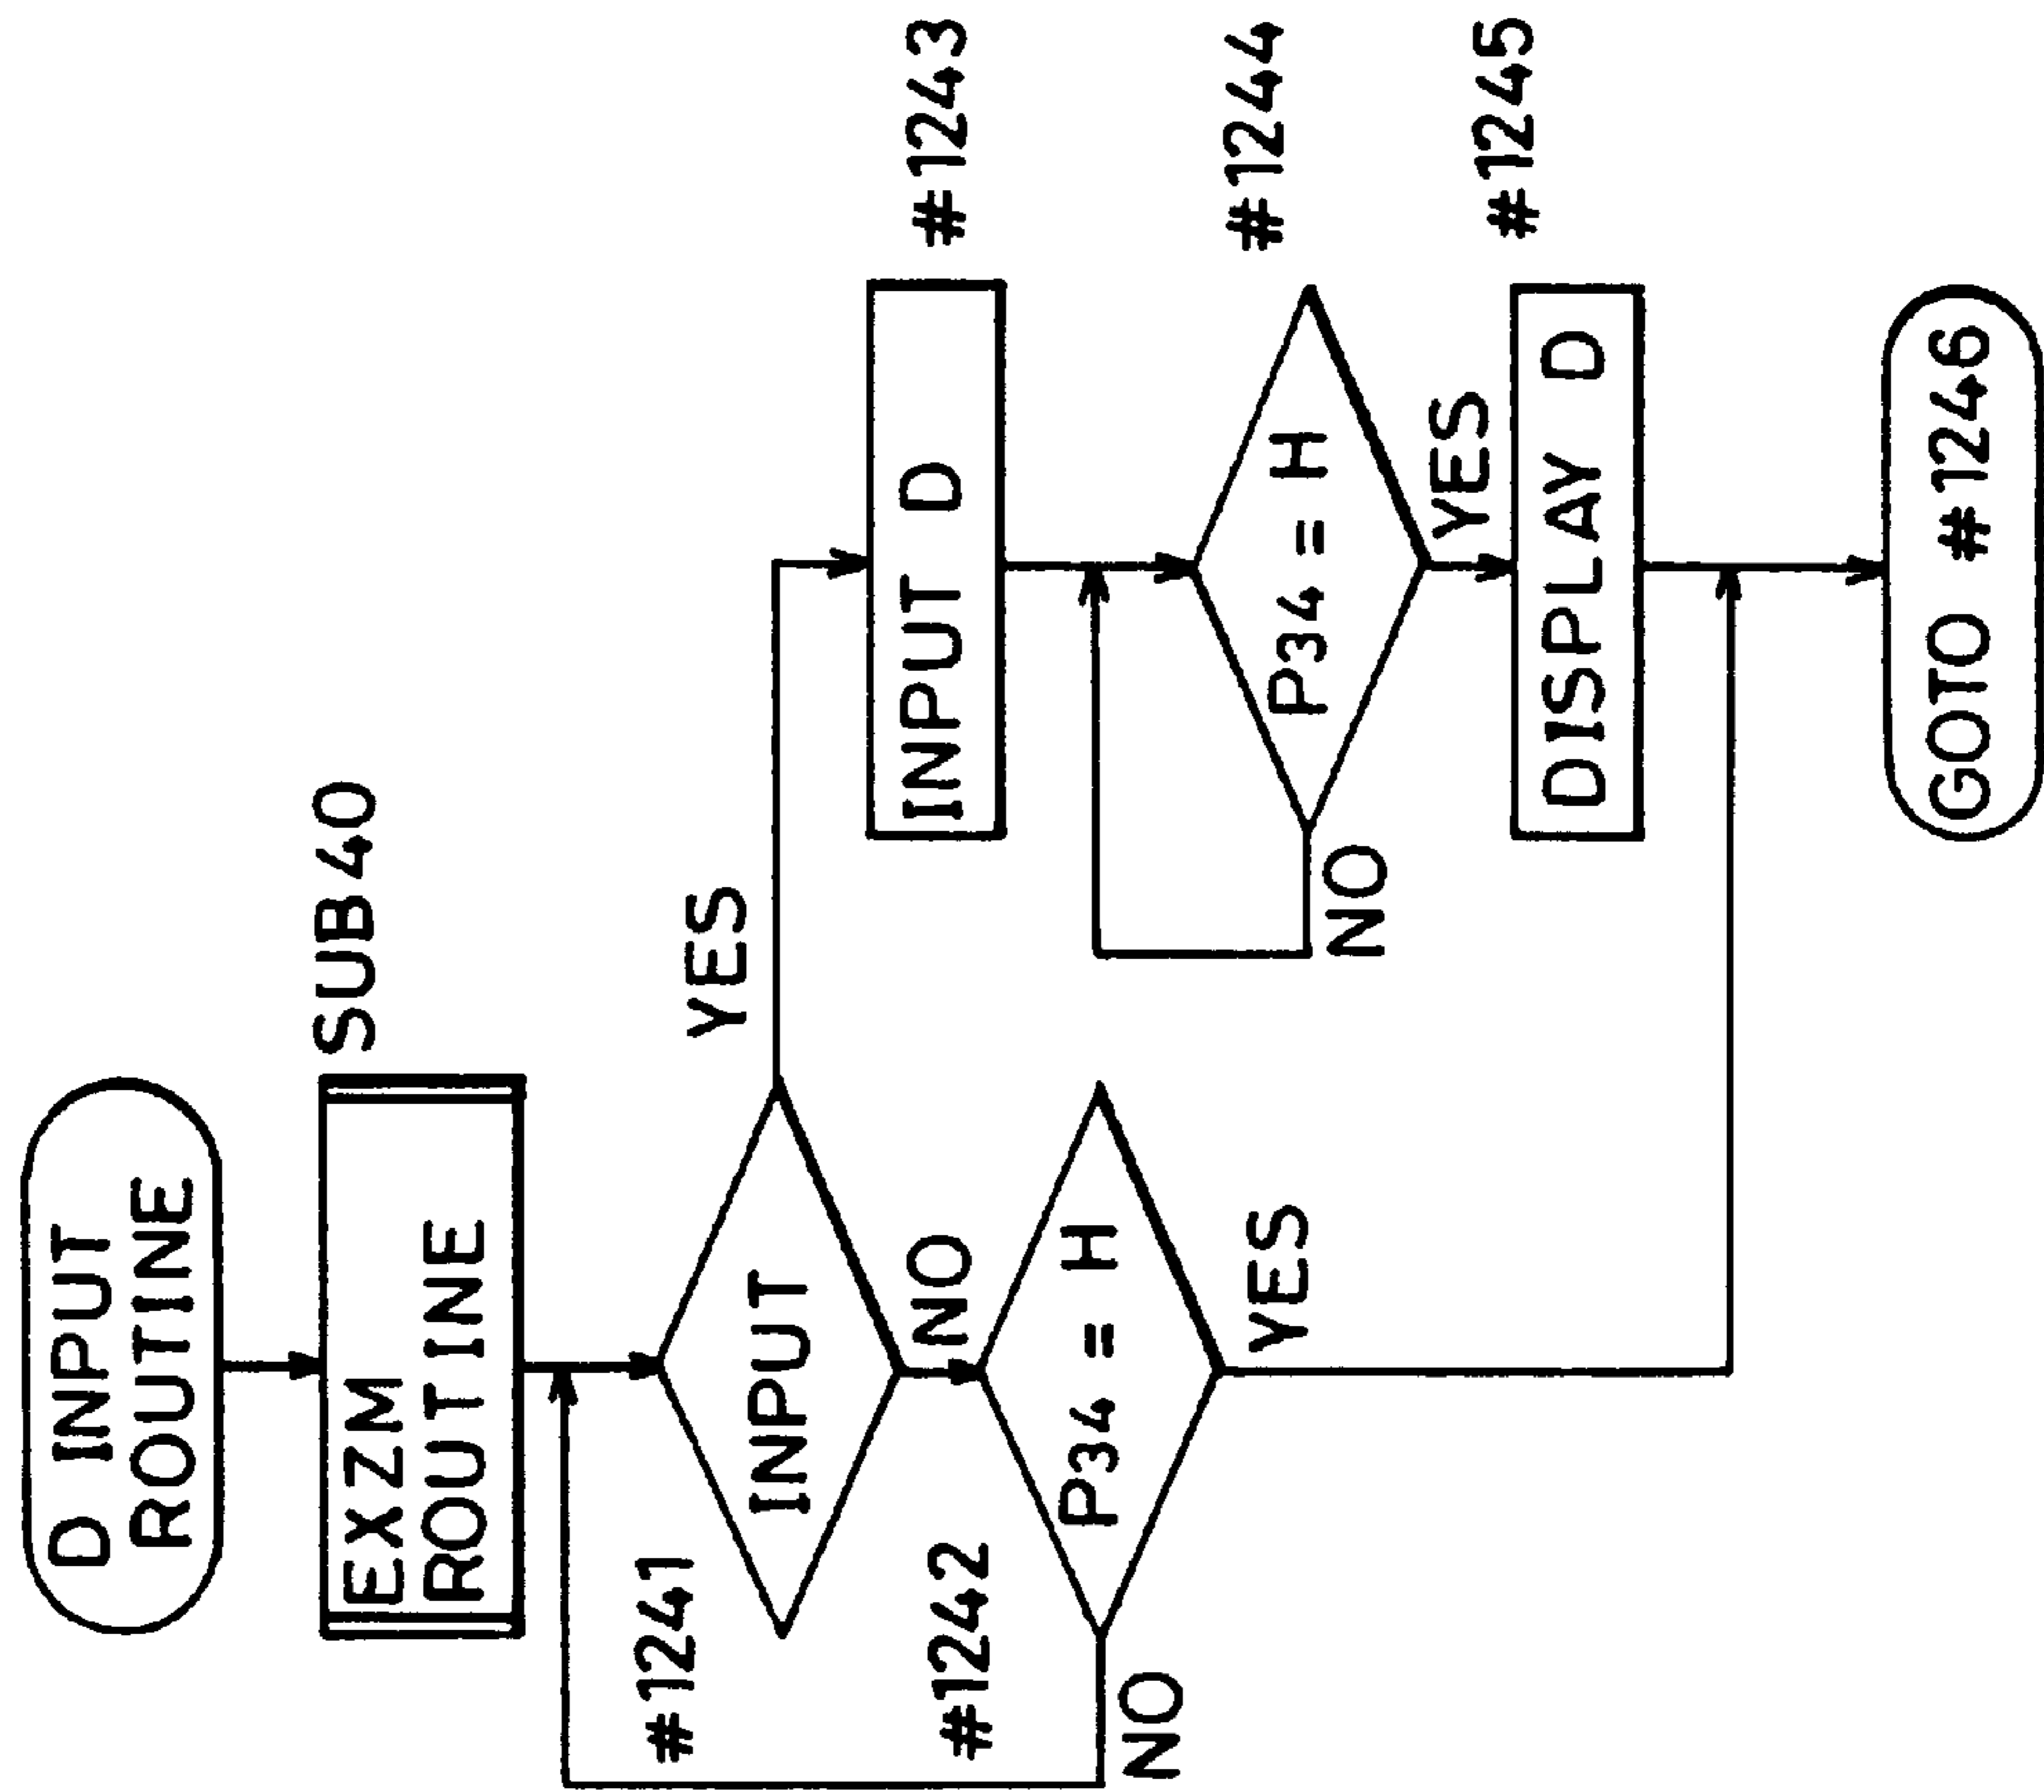 D INPUT
ROUTINE
EXZM
ROUTINE
SUB40
#1241
INPUT
YES
NO
#1242
P34 = H
NO
YES
INPUT D
#1243
P34 = H
#1244
NO
YES
DISPLAY D
#1245
GOTO #1246